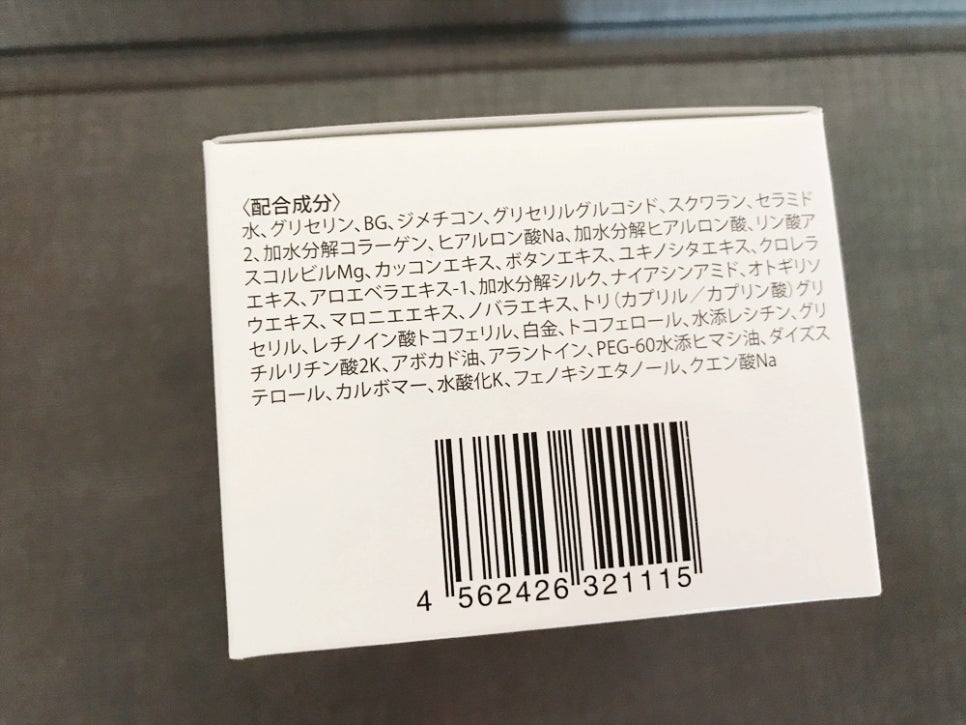 〈配合成分〉
水、グリセリン、BG、ジメチコン、グリセリルグルコシド、スクワラン、セラミド
2、加水分解コラーゲン、ヒアルロン酸Na、加水分解ヒアルロン酸、リン酸ア
スコルビルMg、カッコンエキス、ボタンエキス、ユキノシタエキス、クロレラ
エキス、アロエベラエキス-1、加水分解シルク、ナイアシンアミド、オトギリソ
ウエキス、マロニエエキス、ノバラエキス、トリ(カプリル／カプリン酸)グリ
セリル、レチノイン酸トコフェリル、白金、トコフェロール、水添レシチン、グリ
チルリチン酸2K、アボカド油、アラントイン、PEG-60水添ヒマシ油、ダイズス
テロール、カルボマー、水酸化K、フェノキシエタノール、クエン酸Na
4 562426 321115